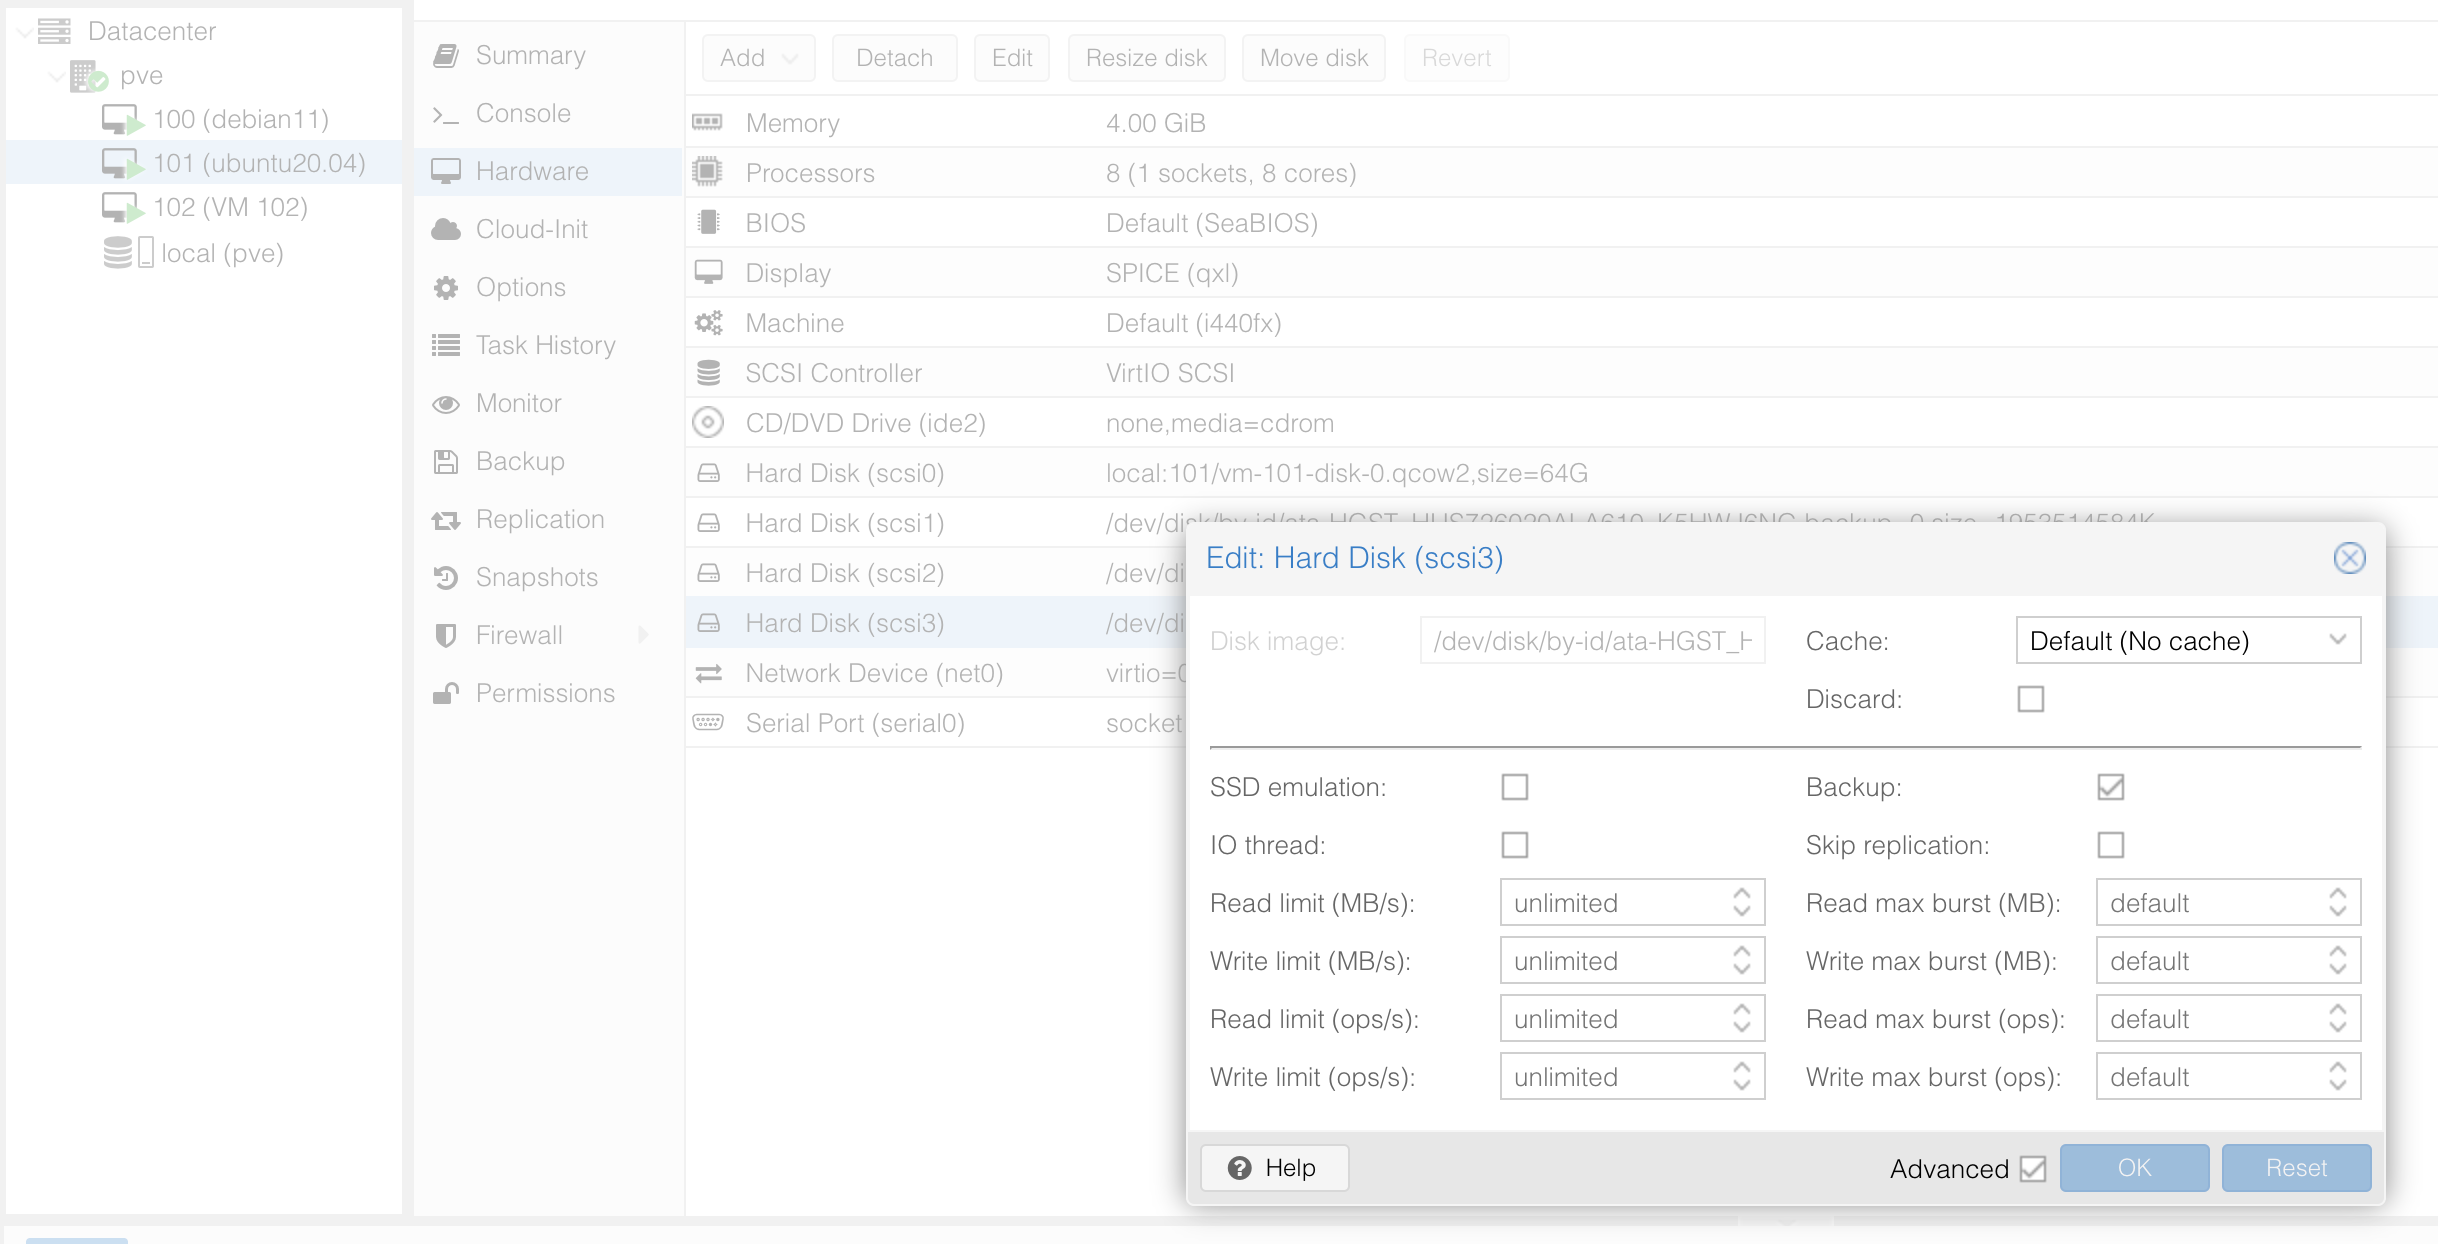 Datacenter
pve
100 (debian11)
101 (ubuntu20.04)
102 (VM 102)
local (pve)
Summary
Console
Hardware
Cloud-Init
Options
Task History
Monitor
Backup
Replication
Snapshots
Firewall
Permissions
Add Detach Edit Resize disk Move disk Revert
Memory 4.00 GiB
Processors 8 (1 sockets, 8 cores)
BIOS Default (SeaBIOS)
Display SPICE (qxl)
Machine Default (i440fx)
SCSI Controller VirtIO SCSI
CD/DVD Drive (ide2) none,media=cdrom
Hard Disk (scsi0) local:101/vm-101-disk-0.qcow2,size=64G
Hard Disk (scsi1)
Hard Disk (scsi2) /dev/di
Hard Disk (scsi3) /dev/di
Network Device (net0) virtio=
Serial Port (serial0) socket
Edit: Hard Disk (scsi3)
Disk image: /dev/disk/by-id/ata-HGST_H Cache: Default (No cache)
Discard:
SSD emulation: Backup:
IO thread: Skip replication:
Read limit (MB/s): unlimited Read max burst (MB): default
Write limit (MB/s): unlimited Write max burst (MB): default
Read limit (ops/s): unlimited Read max burst (ops): default
Write limit (ops/s): unlimited Write max burst (ops): default
Help Advanced OK Reset